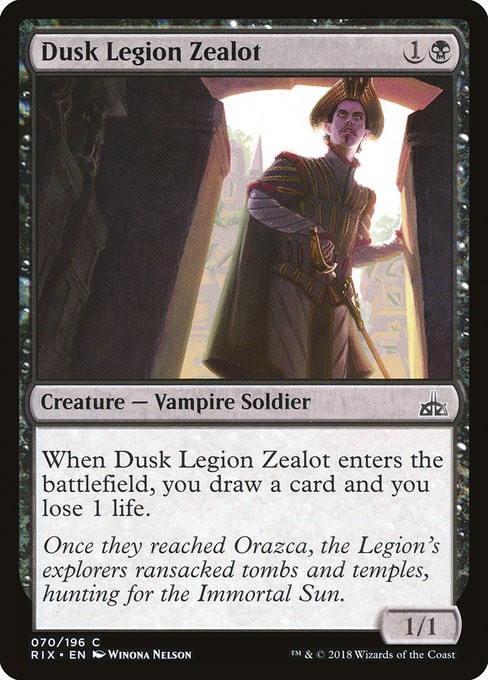 Dusk Legion Zealot 1
Creature — Vampire Soldier
When Dusk Legion Zealot enters the
battlefield, you draw a card and you
lose 1 life.
Once they reached Orazca, the Legion's
explorers ransacked tombs and temples,
hunting for the Immortal Sun.
1/1
070/196 C
RIX • EN Winona Nelson
™ & © 2018 Wizards of the Coast